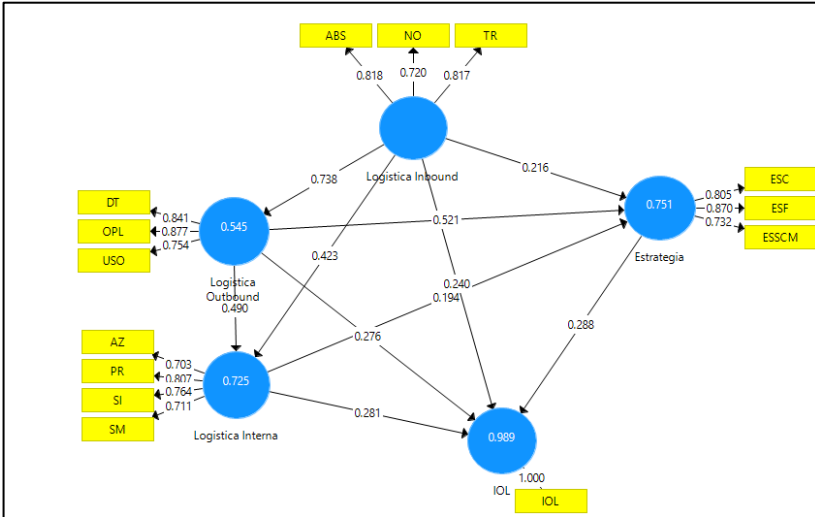 ABS
NO
TR
0.818
0.720
0.817
Logistica Inbound
0.738
0.216
DT
OPL
USO
0.841
0.877
0.754
0.545
Logistica
Outbound
0.521
0.751
Estrategia
0.805
0.870
0.732
ESC
ESF
ESSCM
0.423
0.490
0.240
0.194
0.276
0.288
AZ
PR
SI
SM
0.703
0.807
0.764
0.711
0.725
Logistica Interna
0.281
0.989
IOL
1.000
IOL